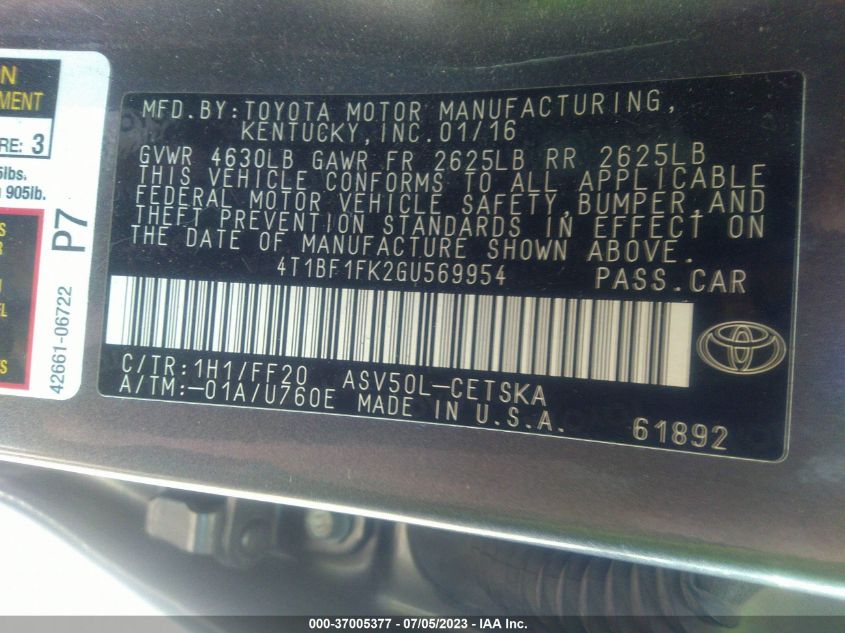 MFD.BY:TOYOTA MOTOR MANUFACTURING,
KENTUCKY,INC.01/16
GVWR 4630LB GAWR FR 2625LB RR 2625LB
THIS VEHICLE CONFORMS TO ALL APPLICABLE
FEDERAL MOTOR VEHICLE SAFETY,BUMPER,AND
THEFT PREVENTION STANDARDS IN EFFECT ON
THE DATE OF MANUFACTURE SHOWN ABOVE.
4T1BF1FK2GU569954 PASS.CAR
C/TR:1H1/FF20 ASV50L-CETSKA
A/TM:-01A/U760E MADE IN U.S.A.
61892
RE: 3
lbs.
905lb.
P7
42661-06722
000-37005377 / 07/05/2023 - IAA Inc.